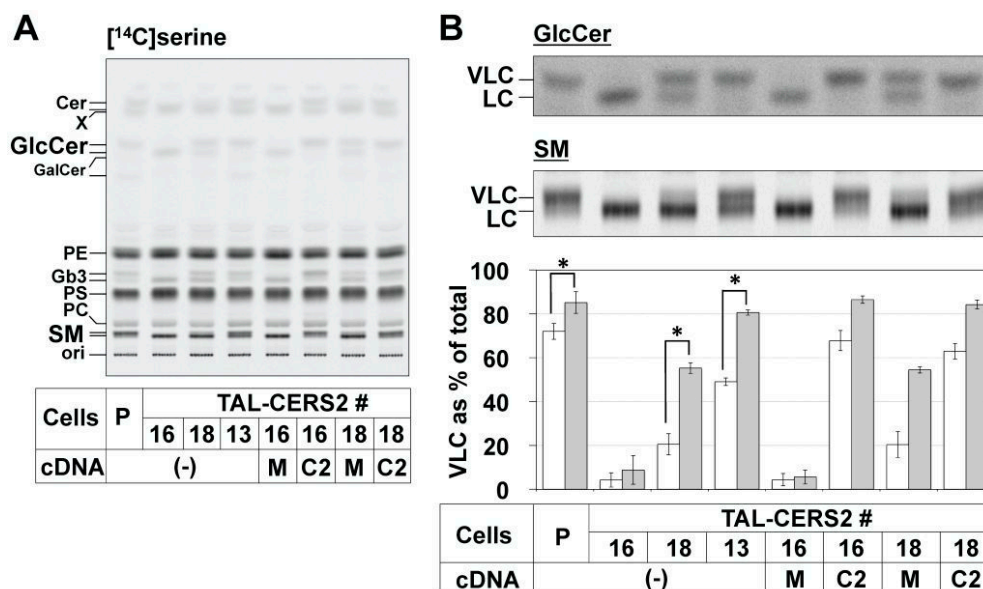 A
[¹⁴C]serine
Cer
X
GlcCer
GalCer
PE
Gb3
PS
PC
SM
ori
Cells P TAL-CERS2 #
16 18 13 16 16 18 18
cDNA (-) M C2 M C2
B
GlcCer
VLC
LC
SM
VLC
LC
VLC as % of total
100
80
60
40
20
0
* * *
Cells P TAL-CERS2 #
16 18 13 16 16 18 18
cDNA (-) M C2 M C2